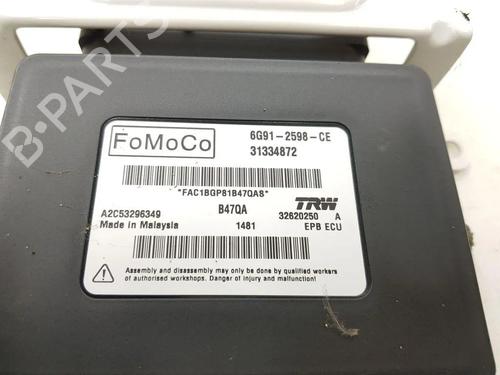 FoMoCo
6G91-2598-CE
31334872
*FAC1BGP81B47QAS*
A2C53296349
B47QA
TRW
32620250 A
Made in Malaysia
1481
EPB ECU
Assembly and disassembly may only be done by qualified workers
of authorised workshops. Danger of injury and malfunction!
B-PARTS